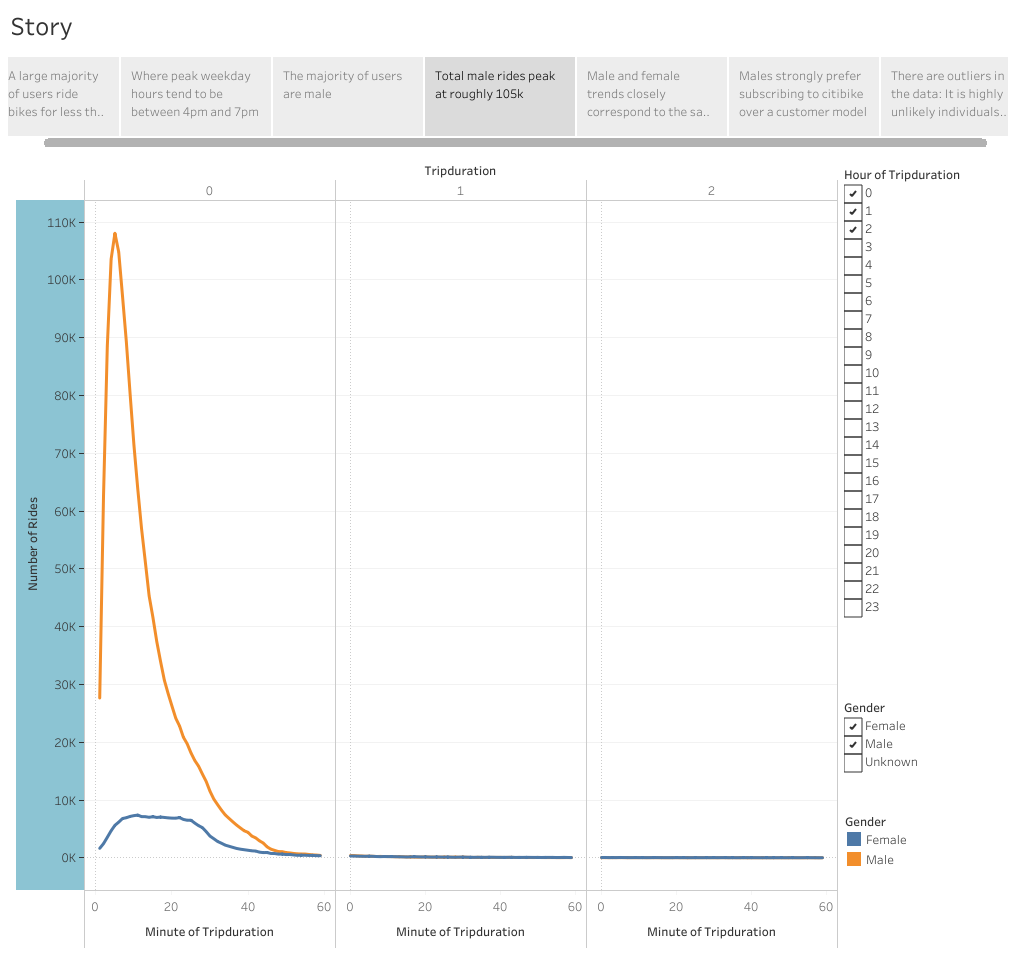 Story
A large majority
of users ride
bikes for less th..
Where peak weekday
hours tend to be
between 4pm and 7pm
The majority of users
are male
Total male rides peak
at roughly 105k
Male and female
trends closely
correspond to the sa..
Males strongly prefer
subscribing to citibike
over a customer model
There are outliers in
the data: It is highly
unlikely individuals..
Tripduration
0 1 2
110K
100K
90K
80K
70K
60K
50K
40K
30K
20K
10K
0K
Number of Rides
0 20 40 60 0 20 40 60 0 20 40 60
Minute of Tripduration Minute of Tripduration Minute of Tripduration
Hour of Tripduration
0
1
2
3
4
5
6
7
8
9
10
11
12
13
14
15
16
17
18
19
20
21
22
23
Gender
Female
Male
Unknown
Gender
Female
Male